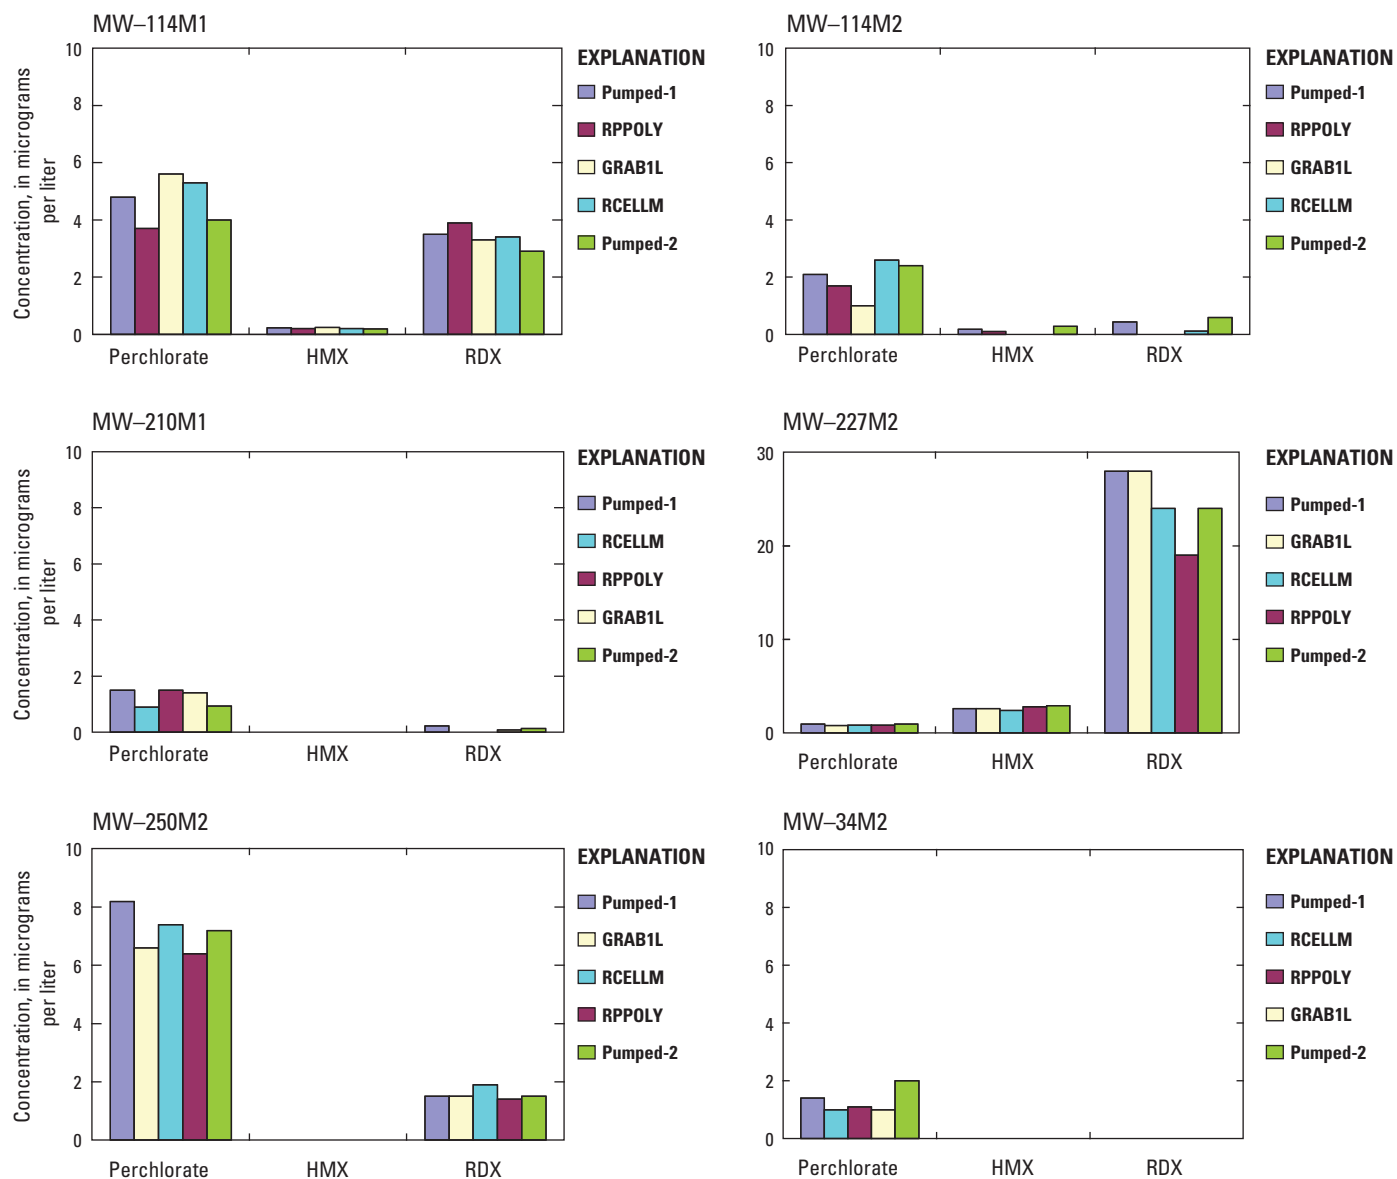 MW–114M1
Concentration, in micrograms
per liter
10
8
6
4
2
0
Perchlorate
HMX
RDX
EXPLANATION
Pumped-1
RPPOLY
GRAB1L
RCELLM
Pumped-2
MW–114M2
10
8
6
4
2
0
Perchlorate
HMX
RDX
EXPLANATION
Pumped-1
RPPOLY
GRAB1L
RCELLM
Pumped-2
MW–210M1
Concentration, in micrograms
per liter
10
8
6
4
2
0
Perchlorate
HMX
RDX
EXPLANATION
Pumped-1
RCELLM
RPPOLY
GRAB1L
Pumped-2
MW–227M2
30
20
10
0
Perchlorate
HMX
RDX
EXPLANATION
Pumped-1
GRAB1L
RCELLM
RPPOLY
Pumped-2
MW–250M2
Concentration, in micrograms
per liter
10
8
6
4
2
0
Perchlorate
HMX
RDX
EXPLANATION
Pumped-1
GRAB1L
RCELLM
RPPOLY
Pumped-2
MW–34M2
10
8
6
4
2
0
Perchlorate
HMX
RDX
EXPLANATION
Pumped-1
RCELLM
RPPOLY
GRAB1L
Pumped-2